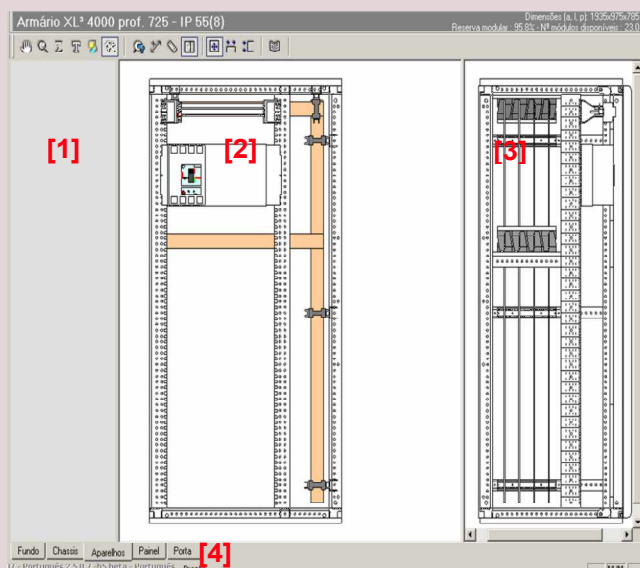 Armário XL³ 4000 prof. 725 - IP 55(8)
Dimensões (a, l, p): 1935x975x785
Reserva modular : 95.8% - Nº módulos disponíveis : 23.0
[1]
[2]
[3]
Fundo Chassis Aparelhos Painel Porta
[4]